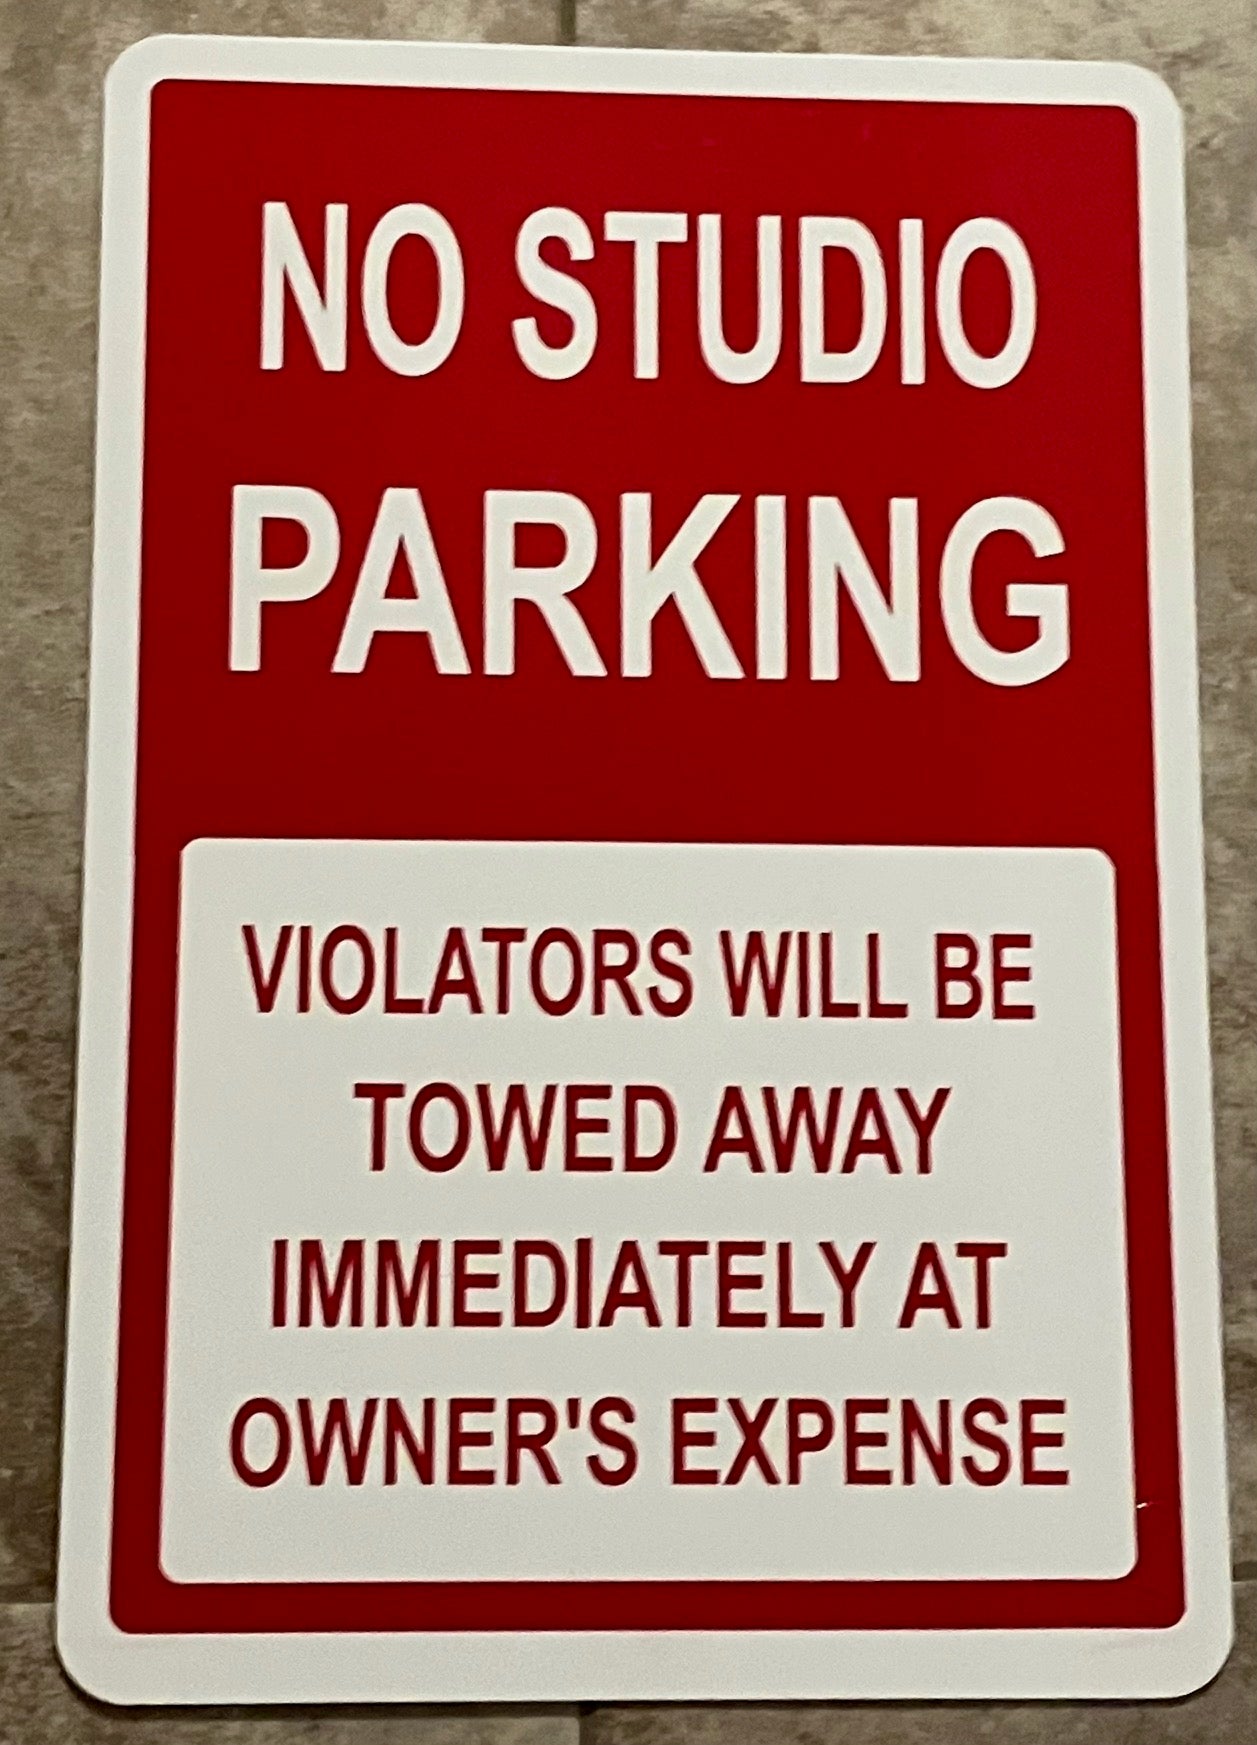 NO STUDIO
PARKING
VIOLATORS WILL BE
TOWED AWAY
IMMEDIATELY AT
OWNER'S EXPENSE